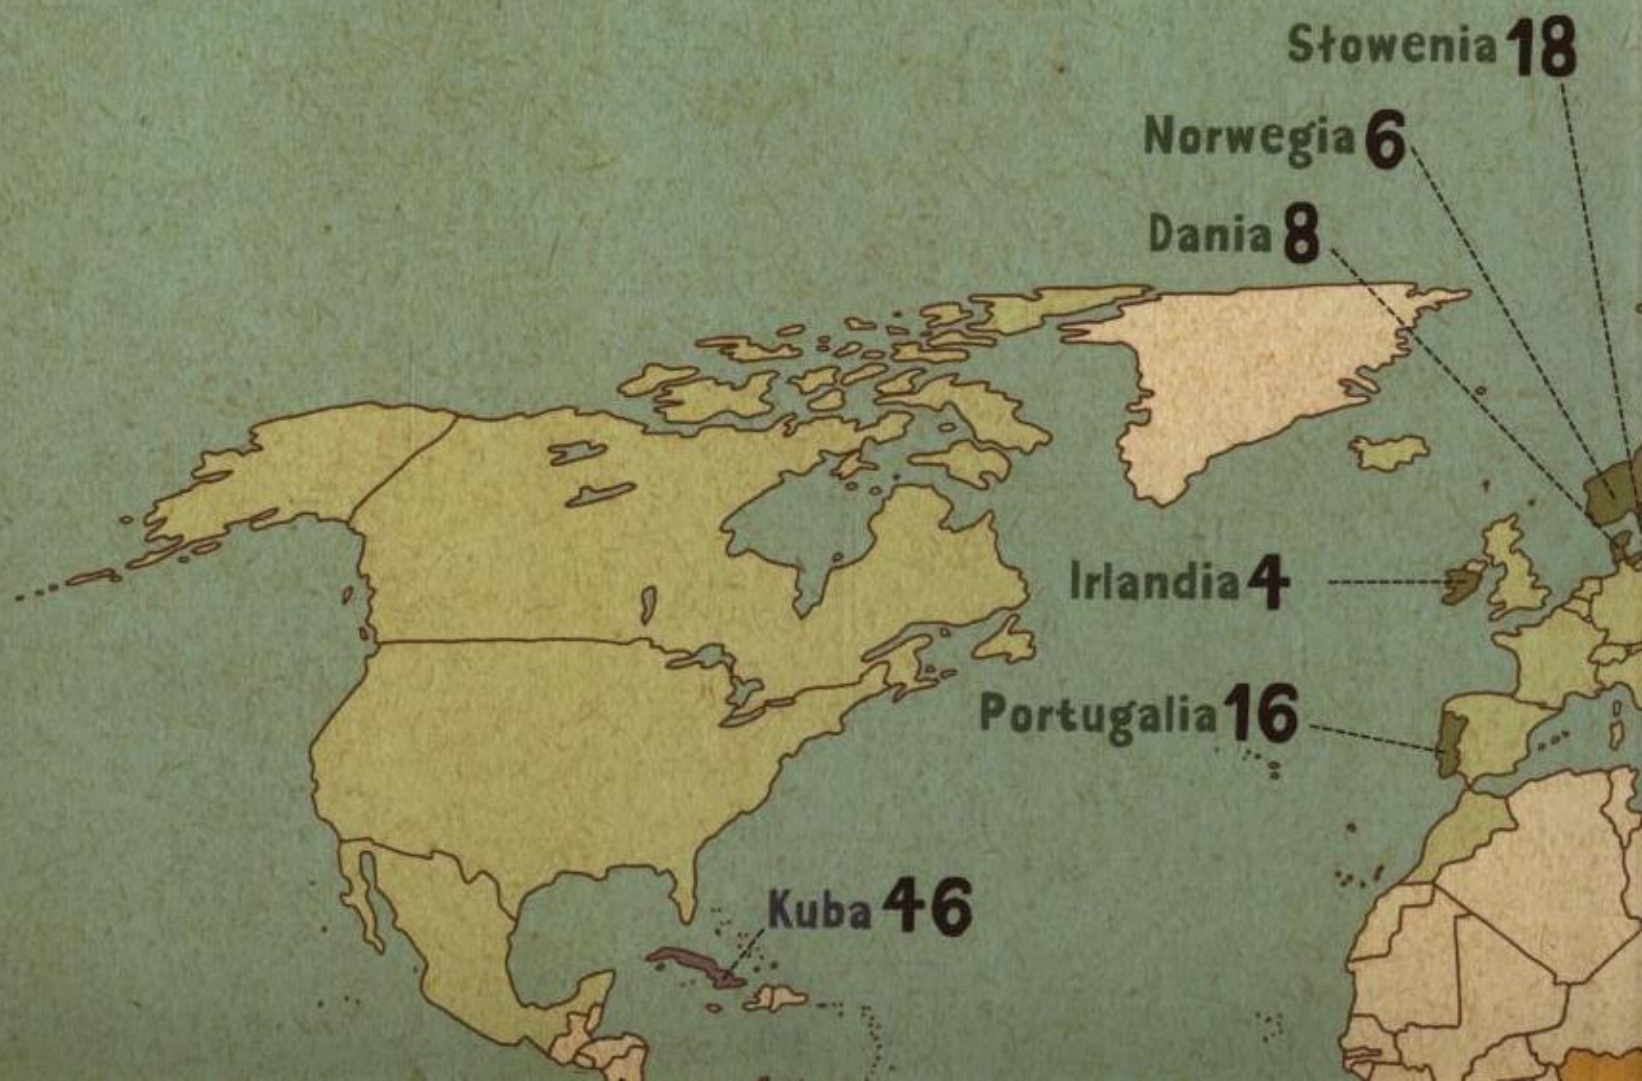 Słowenia 18
Norwegia 6
Dania 8
Irlandia 4
Portugalia 16
Kuba 46